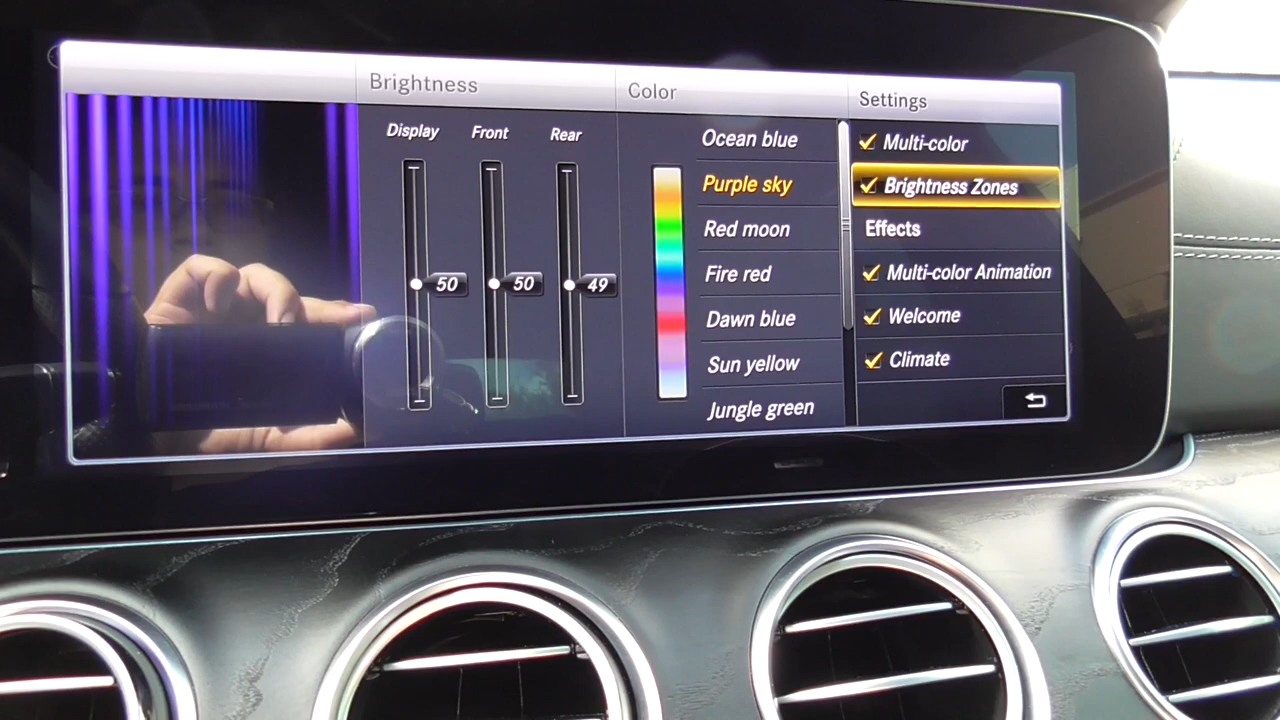 Brightness
Display
Front
Rear
50
50
49
Color
Ocean blue
Purple sky
Red moon
Fire red
Dawn blue
Sun yellow
Jungle green
Settings
Multi-color
Brightness Zones
Effects
Multi-color Animation
Welcome
Climate